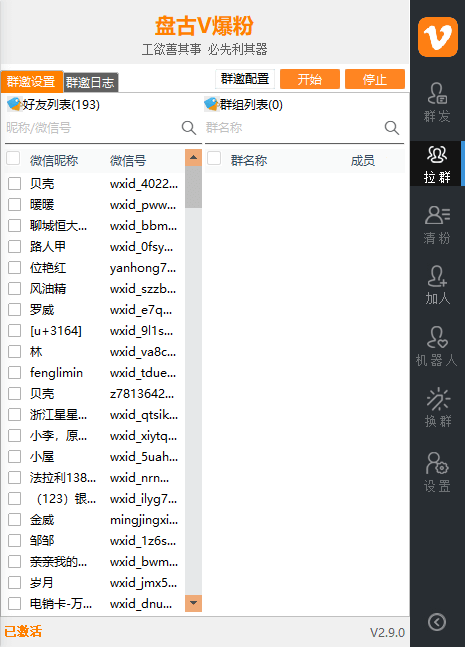 盘古V爆粉
工欲善其事 必先利其器
群邀设置 群邀日志 群邀配置 开始 停止
好友列表(193) 群组列表(0)
昵称/微信号 群名称
微信昵称 微信号 群名称 成员
贝壳 wxid_4022...
暖暖 wxid_pww...
聊城恒大... wxid_bbm...
路人甲 wxid_0fsy...
位艳红 yanhong7...
风油精 wxid_szzb...
罗威 wxid_e7q...
[u+3164] wxid_9l1s...
林 wxid_va8c...
fenglimin wxid_tdue...
贝壳 z7813642...
浙江星星... wxid_qtsik...
小李，原... wxid_xiytq...
小屋 wxid_5uah...
法拉利138... wxid_nrn...
（123）银... wxid_ilyg7...
金威 mingjingxi...
邹邹 wxid_1z6s...
亲亲我的... wxid_bwm...
岁月 wxid_jmx5...
电销卡-万... wxid_dnu...
已激活 V2.9.0
群发
拉群
清粉
加人
机器人
换群
设置